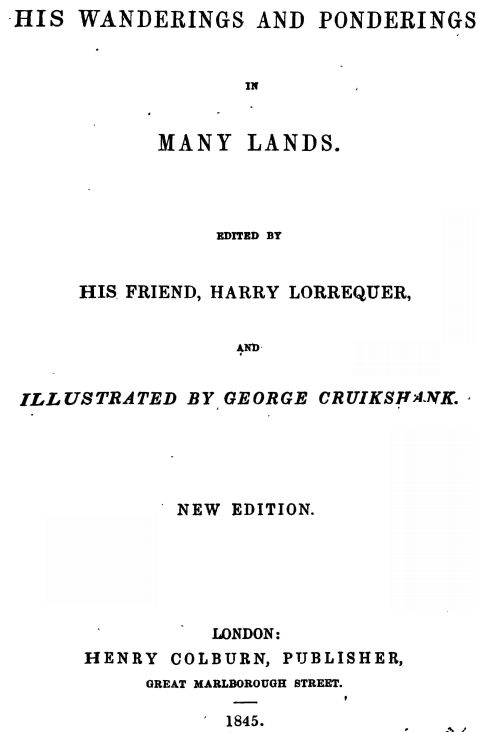 HIS WANDERINGS AND PONDERINGS
IN
MANY LANDS.
EDITED BY
HIS FRIEND, HARRY LORREQUER,
AND
ILLUSTRATED BY GEORGE CRUIKSHANK.
NEW EDITION.
LONDON:
HENRY COLBURN, PUBLISHER,
GREAT MARLBOROUGH STREET.
1845.